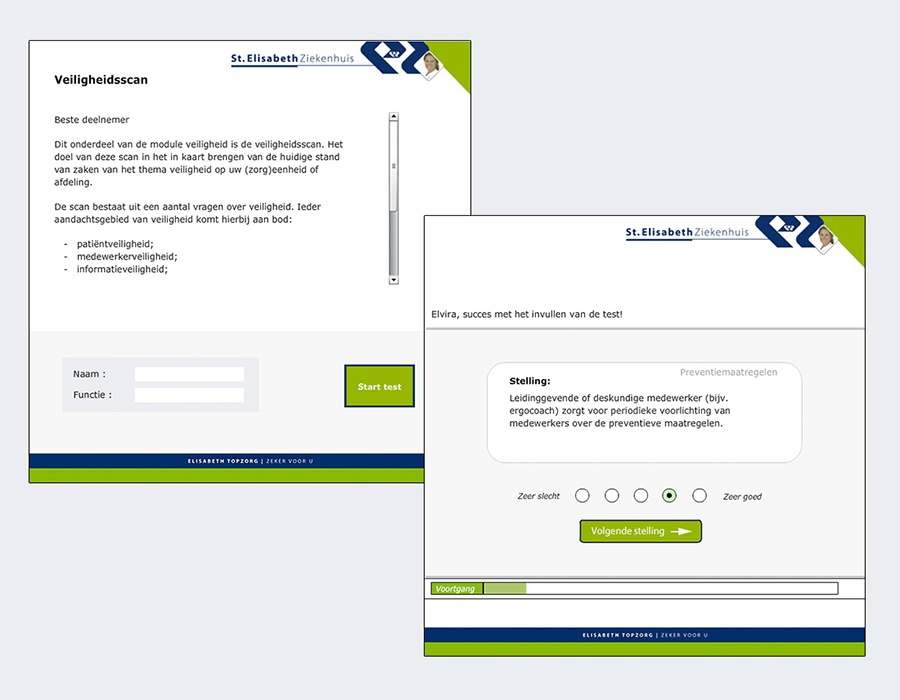 St.Elisabeth Ziekenhuis
Veiligheidsscan
Beste deelnemer
Dit onderdeel van de module veiligheid is de veiligheidsscan. Het
doel van deze scan in het in kaart brengen van de huidige stand
van zaken van het thema veiligheid op uw (zorg)eenheid of
afdeling.
De scan bestaat uit een aantal vragen over veiligheid. Ieder
aandachtsgebied van veiligheid komt hierbij aan bod:
- patiëntveiligheid;
- medewerkerveiligheid;
- informatieveiligheid;
Naam :
Functie :
Start test
ELISABETH TOPZORG | ZEKER VOOR U
St.Elisabeth Ziekenhuis
Elvira, succes met het invullen van de test!
Preventiemaatregelen
Stelling:
Leidinggevende of deskundige medewerker (bijv.
ergocoach) zorgt voor periodieke voorlichting van
medewerkers over de preventieve maatregelen.
Zeer slecht Zeer goed
Volgende stelling
Voortgang
ELISABETH TOPZORG | ZEKER VOOR U